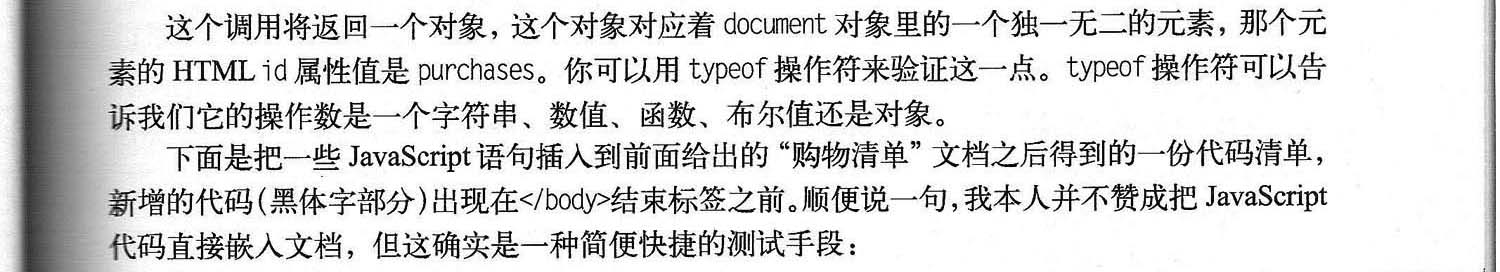 这个调用将返回一个对象，这个对象对应着 document 对象里的一个独一无二的元素，那个元
素的 HTML id 属性值是 purchases。你可以用 typeof 操作符来验证这一点。typeof 操作符可以告
诉我们它的操作数是一个字符串、数值、函数、布尔值还是对象。
下面是把一些 JavaScript 语句插入到前面给出的“购物清单”文档之后得到的一份代码清单，
新增的代码(黑体字部分)出现在</body>结束标签之前。顺便说一句，我本人并不赞成把 JavaScript
代码直接嵌入文档，但这确实是一种简便快捷的测试手段：